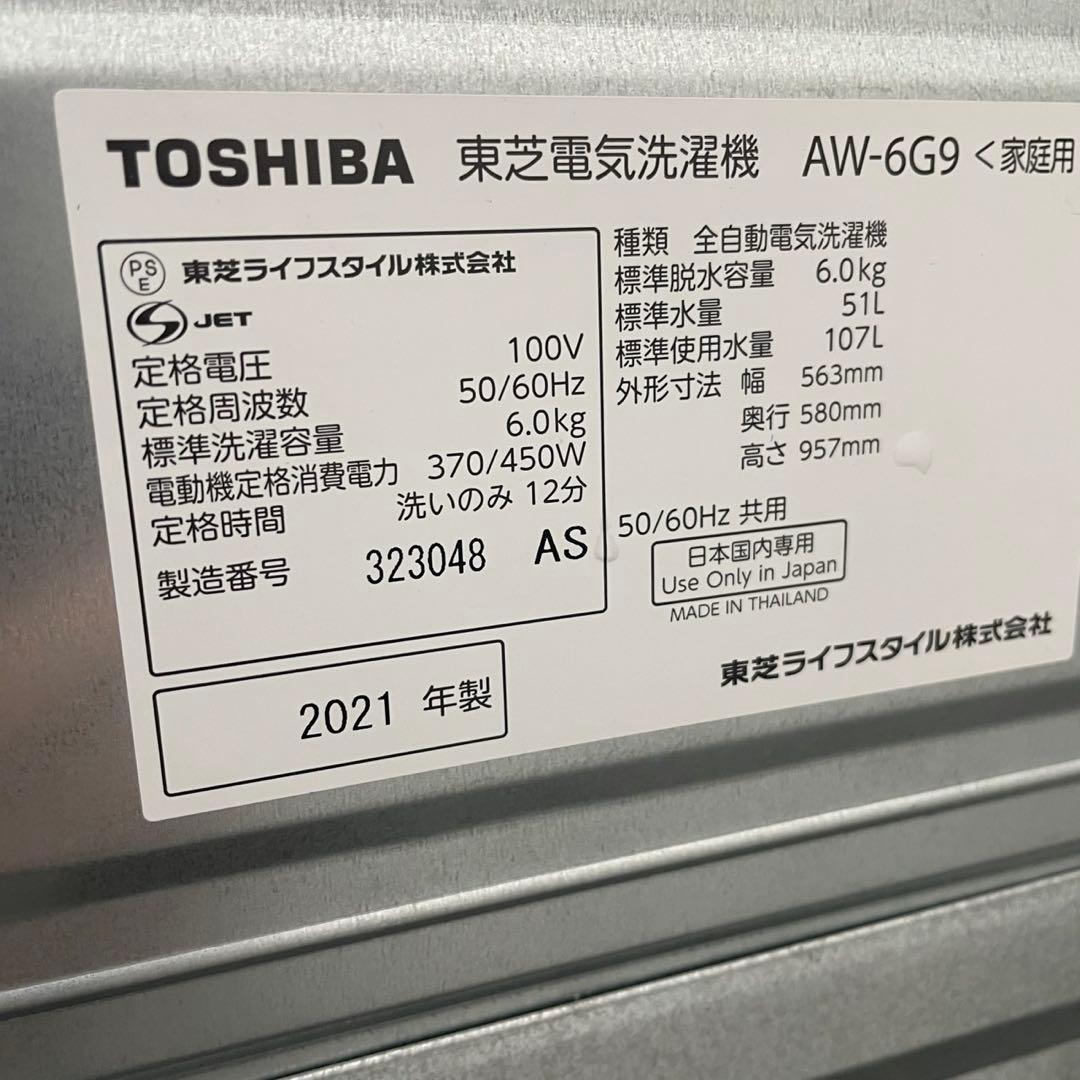 TOSHIBA 東芝電気洗濯機 AW-6G9 <家庭用
PSE 東芝ライフスタイル株式会社
S JET
定格電圧 100V
定格周波数 50/60Hz
標準洗濯容量 6.0kg
電動機定格消費電力 370/450W
定格時間 洗いのみ 12分
製造番号 323048 AS
2021 年製
種類 全自動電気洗濯機
標準脱水容量 6.0kg
標準水量 51L
標準使用水量 107L
外形寸法 幅 563mm
奥行 580mm
高さ 957mm
50/60Hz 共用
日本国内専用
Use Only in Japan
MADE IN THAILAND
東芝ライフスタイル株式会社